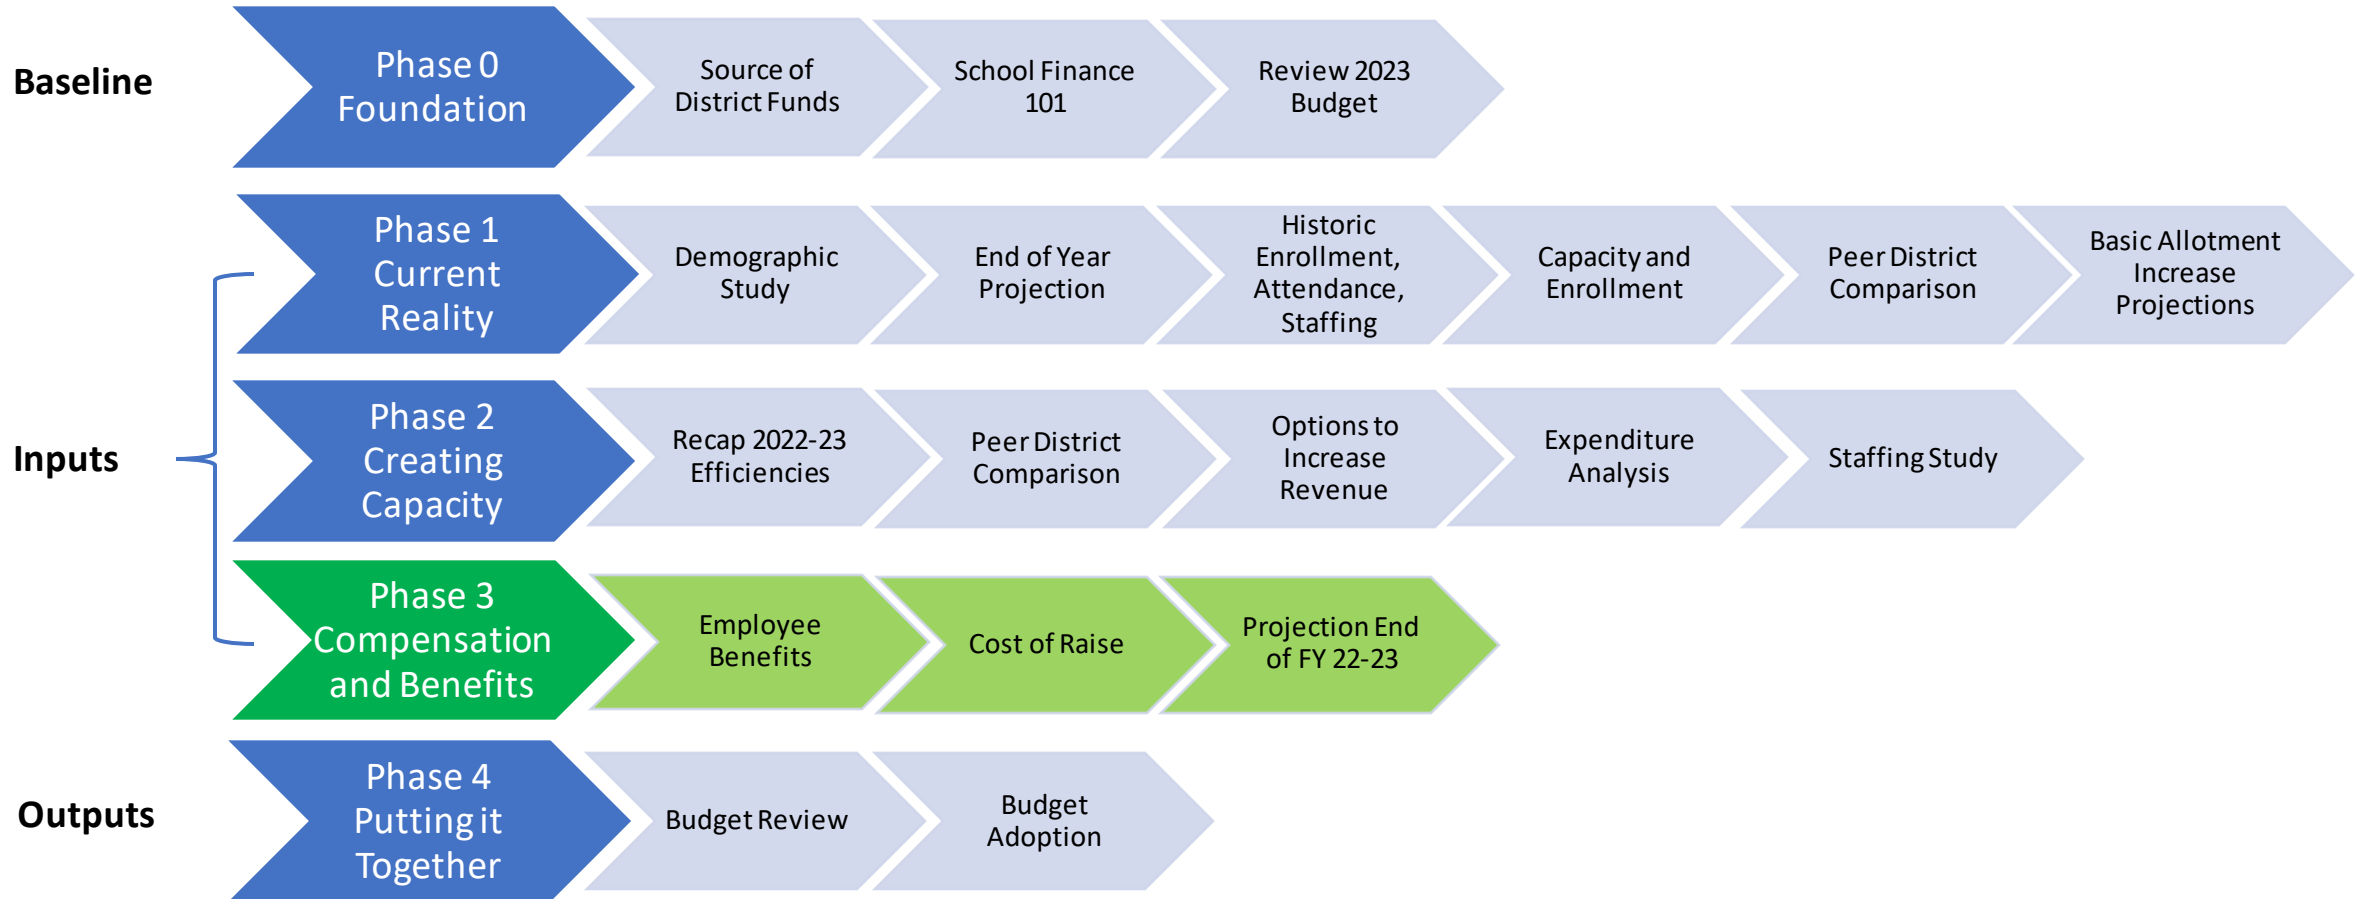 Baseline
Phase 0
Foundation
Source of
District Funds
School Finance
101
Review 2023
Budget
Phase 1
Current
Reality
Demographic
Study
End of Year
Projection
Historic
Enrollment,
Attendance,
Staffing
Capacity and
Enrollment
Peer District
Comparison
Basic Allotment
Increase
Projections
Inputs
Phase 2
Creating
Capacity
Recap 2022-23
Efficiencies
Peer District
Comparison
Options to
Increase
Revenue
Expenditure
Analysis
Staffing Study
Phase 3
Compensation
and Benefits
Employee
Benefits
Cost of Raise
Projection End
of FY 22-23
Outputs
Phase 4
Putting it
Together
Budget Review
Budget
Adoption